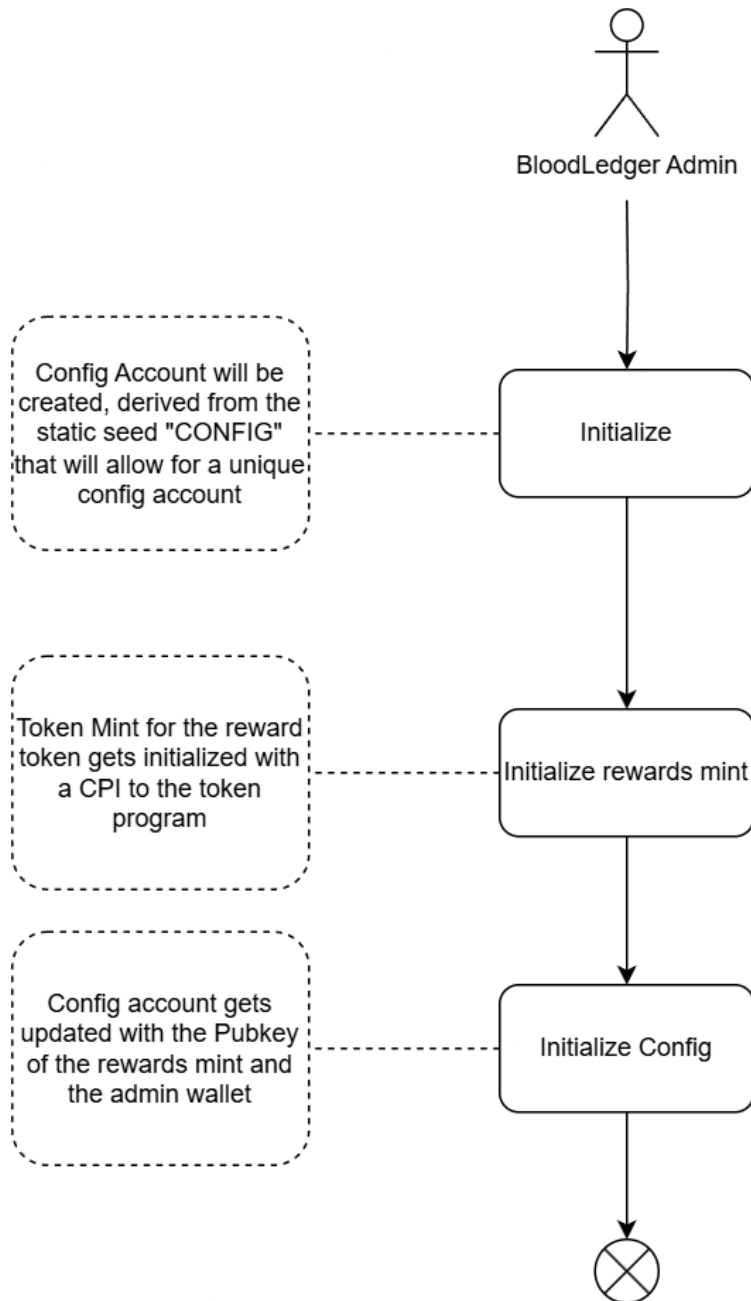 BloodLedger Admin
Config Account will be
created, derived from the
static seed "CONFIG"
that will allow for a unique
config account
Initialize
Token Mint for the reward
token gets initialized with
a CPI to the token
program
Initialize rewards mint
Config account gets
updated with the Pubkey
of the rewards mint and
the admin wallet
Initialize Config